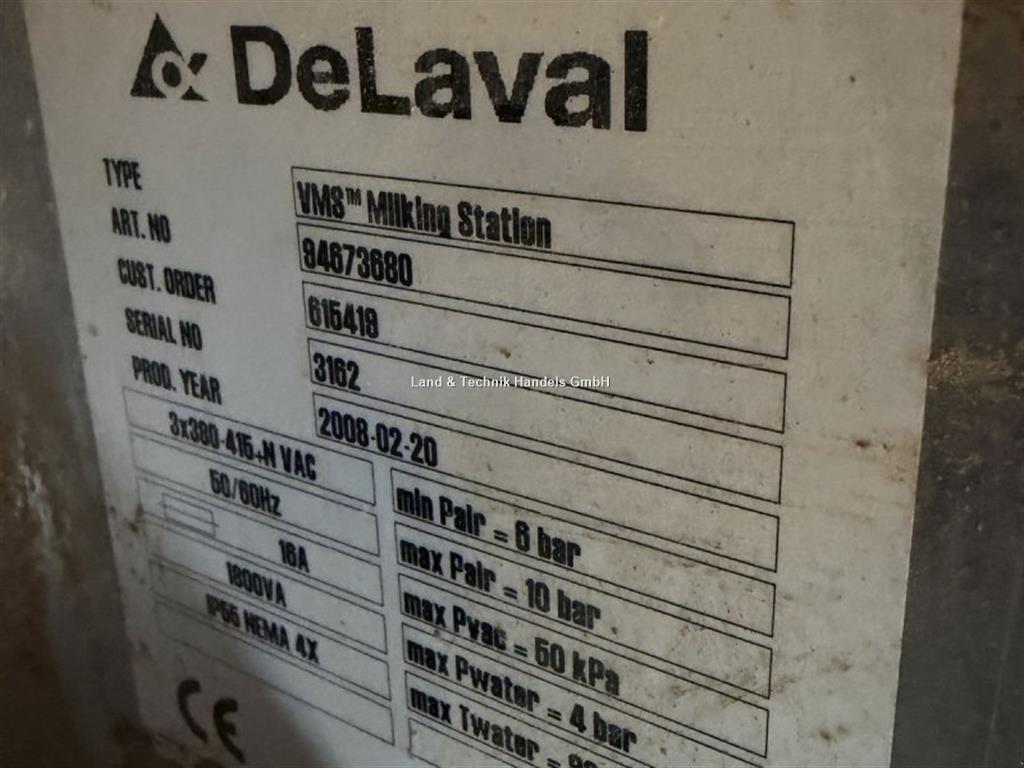 DeLaval
TYPE VMS™ Milking Station
ART. NO 94673680
CUST. ORDER 615419
SERIAL NO 3162
PROD. YEAR 2008-02-20
3x380-415+N VAC
50/60Hz
16A
1800VA
IP55 NEMA 4X
min Pair = 6 bar
max Pair = 10 bar
max Pvac = 50 kPa
max Pwater = 4 bar
max Twater =
CE
Land & Technik Handels GmbH